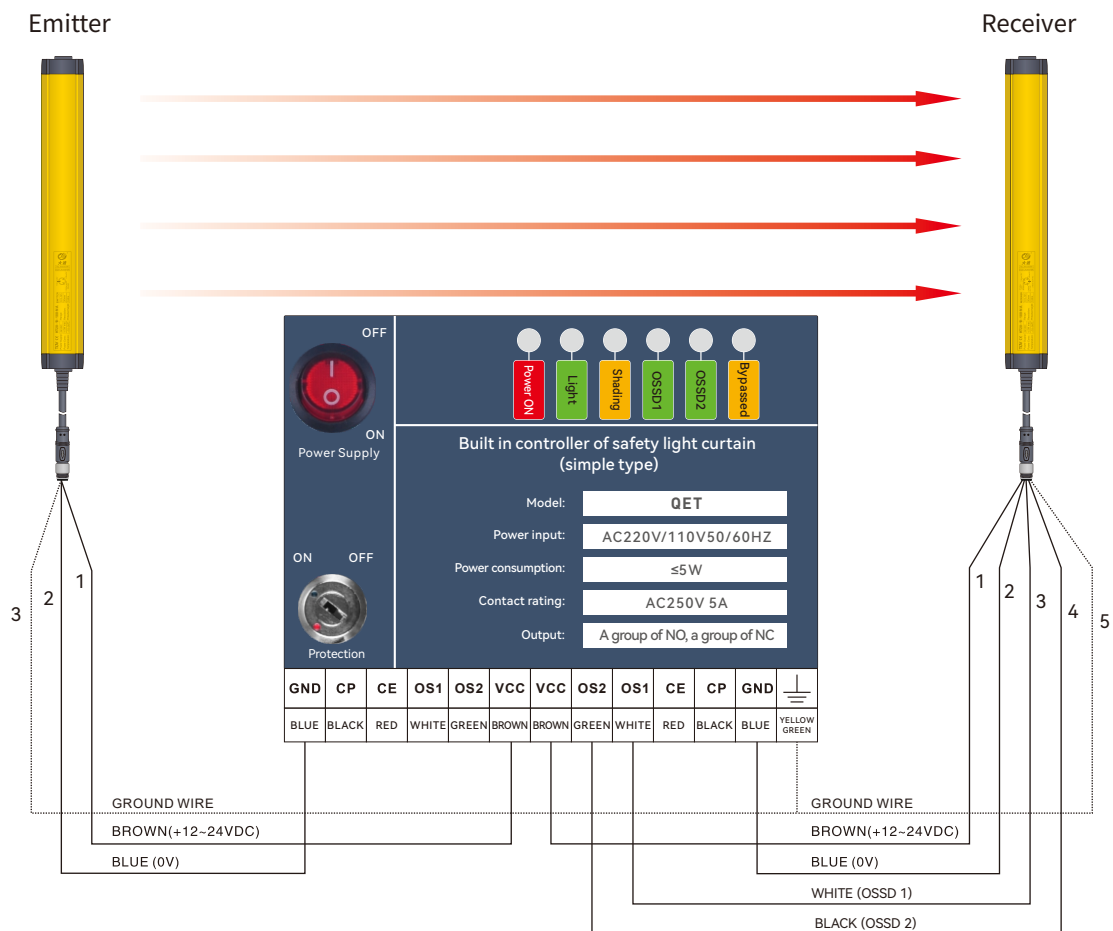 Emitter
Receiver
OFF
ON
Power Supply
Power ON
Light
Shading
OSSD1
OSSD2
Bypassed
Built in controller of safety light curtain
(simple type)
Model: QET
Power input: AC220V/110V50/60HZ
Power consumption: ≤5W
Contact rating: AC250V 5A
Output: A group of NO, a group of NC
ON OFF
Protection
GND CP CE OS1 OS2 VCC VCC OS2 OS1 CE CP GND
BLUE BLACK RED WHITE GREEN BROWN BROWN GREEN WHITE RED BLACK BLUE YELLOW
GREEN
3 2 1
1 2 3 4 5
GROUND WIRE
BROWN(+12~24VDC)
BLUE (0V)
GROUND WIRE
BROWN(+12~24VDC)
BLUE (0V)
WHITE (OSSD 1)
BLACK (OSSD 2)